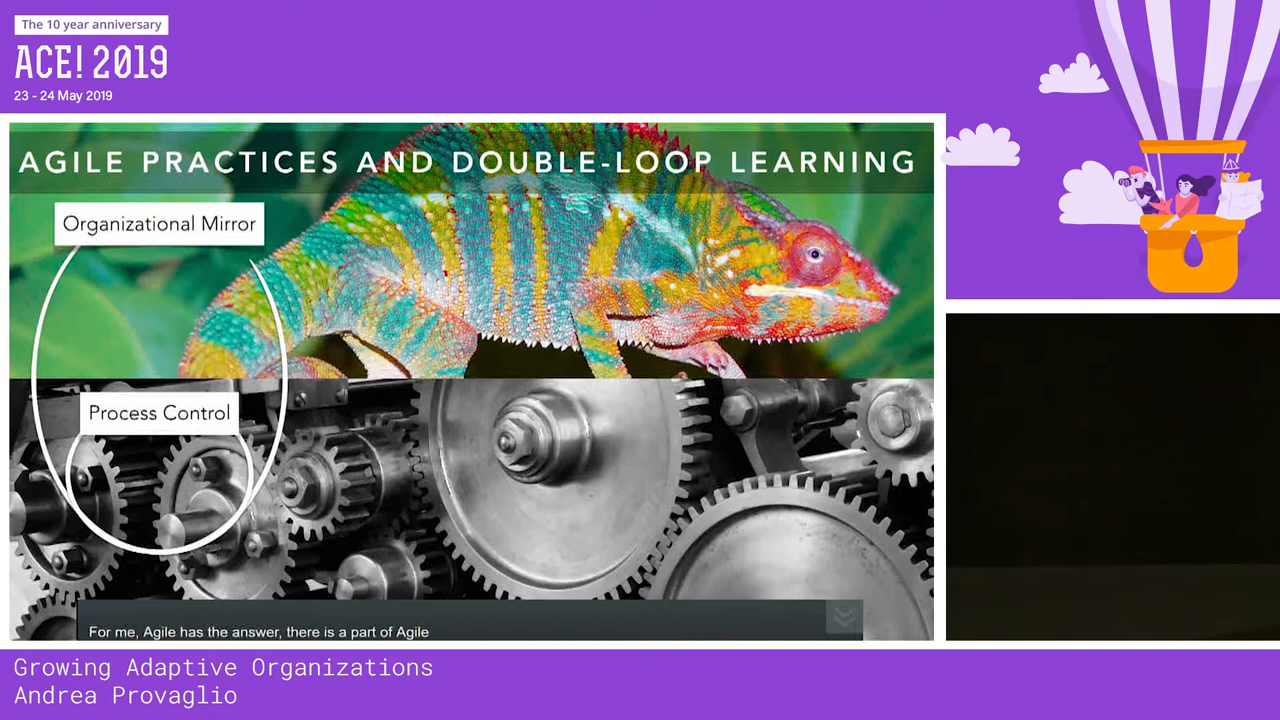 The 10 year anniversary
ACE! 2019
23 - 24 May 2019
AGILE PRACTICES AND DOUBLE-LOOP LEARNING
Organizational Mirror
Process Control
For me, Agile has the answer, there is a part of Agile
Growing Adaptive Organizations
Andrea Provaglio